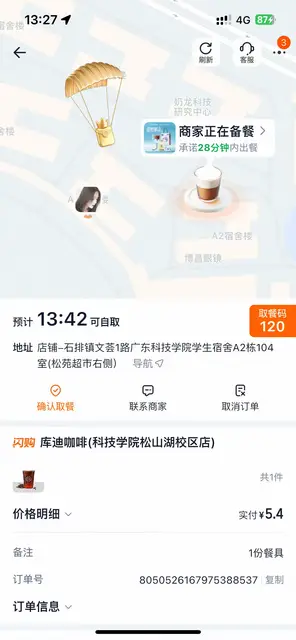 13:27
4G 87
宿舍楼
刷新
客服
3
奶龙科技
研究中心
商家正在备餐
承诺28分钟内出餐
A
楼
A2宿舍楼
博昌鹏钢
预计 13:42 可自取
取餐码
120
地址 店铺-石排镇文荟1路广东科技学院学生宿舍A2栋104
室(松苑超市右侧) 导航
确认取餐
联系商家
取消订单
闪购 库迪咖啡(科技学院松山湖校区店)
共1件
价格明细
实付 ¥5.4
备注
1份餐具
订单号
8050526167975388537 复制
订单信息